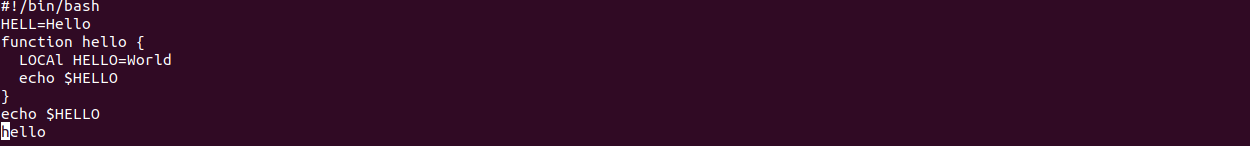 #!/bin/bash
HELL=Hello
function hello {
  LOCAl HELLO=World
  echo $HELLO
}
echo $HELLO
hello